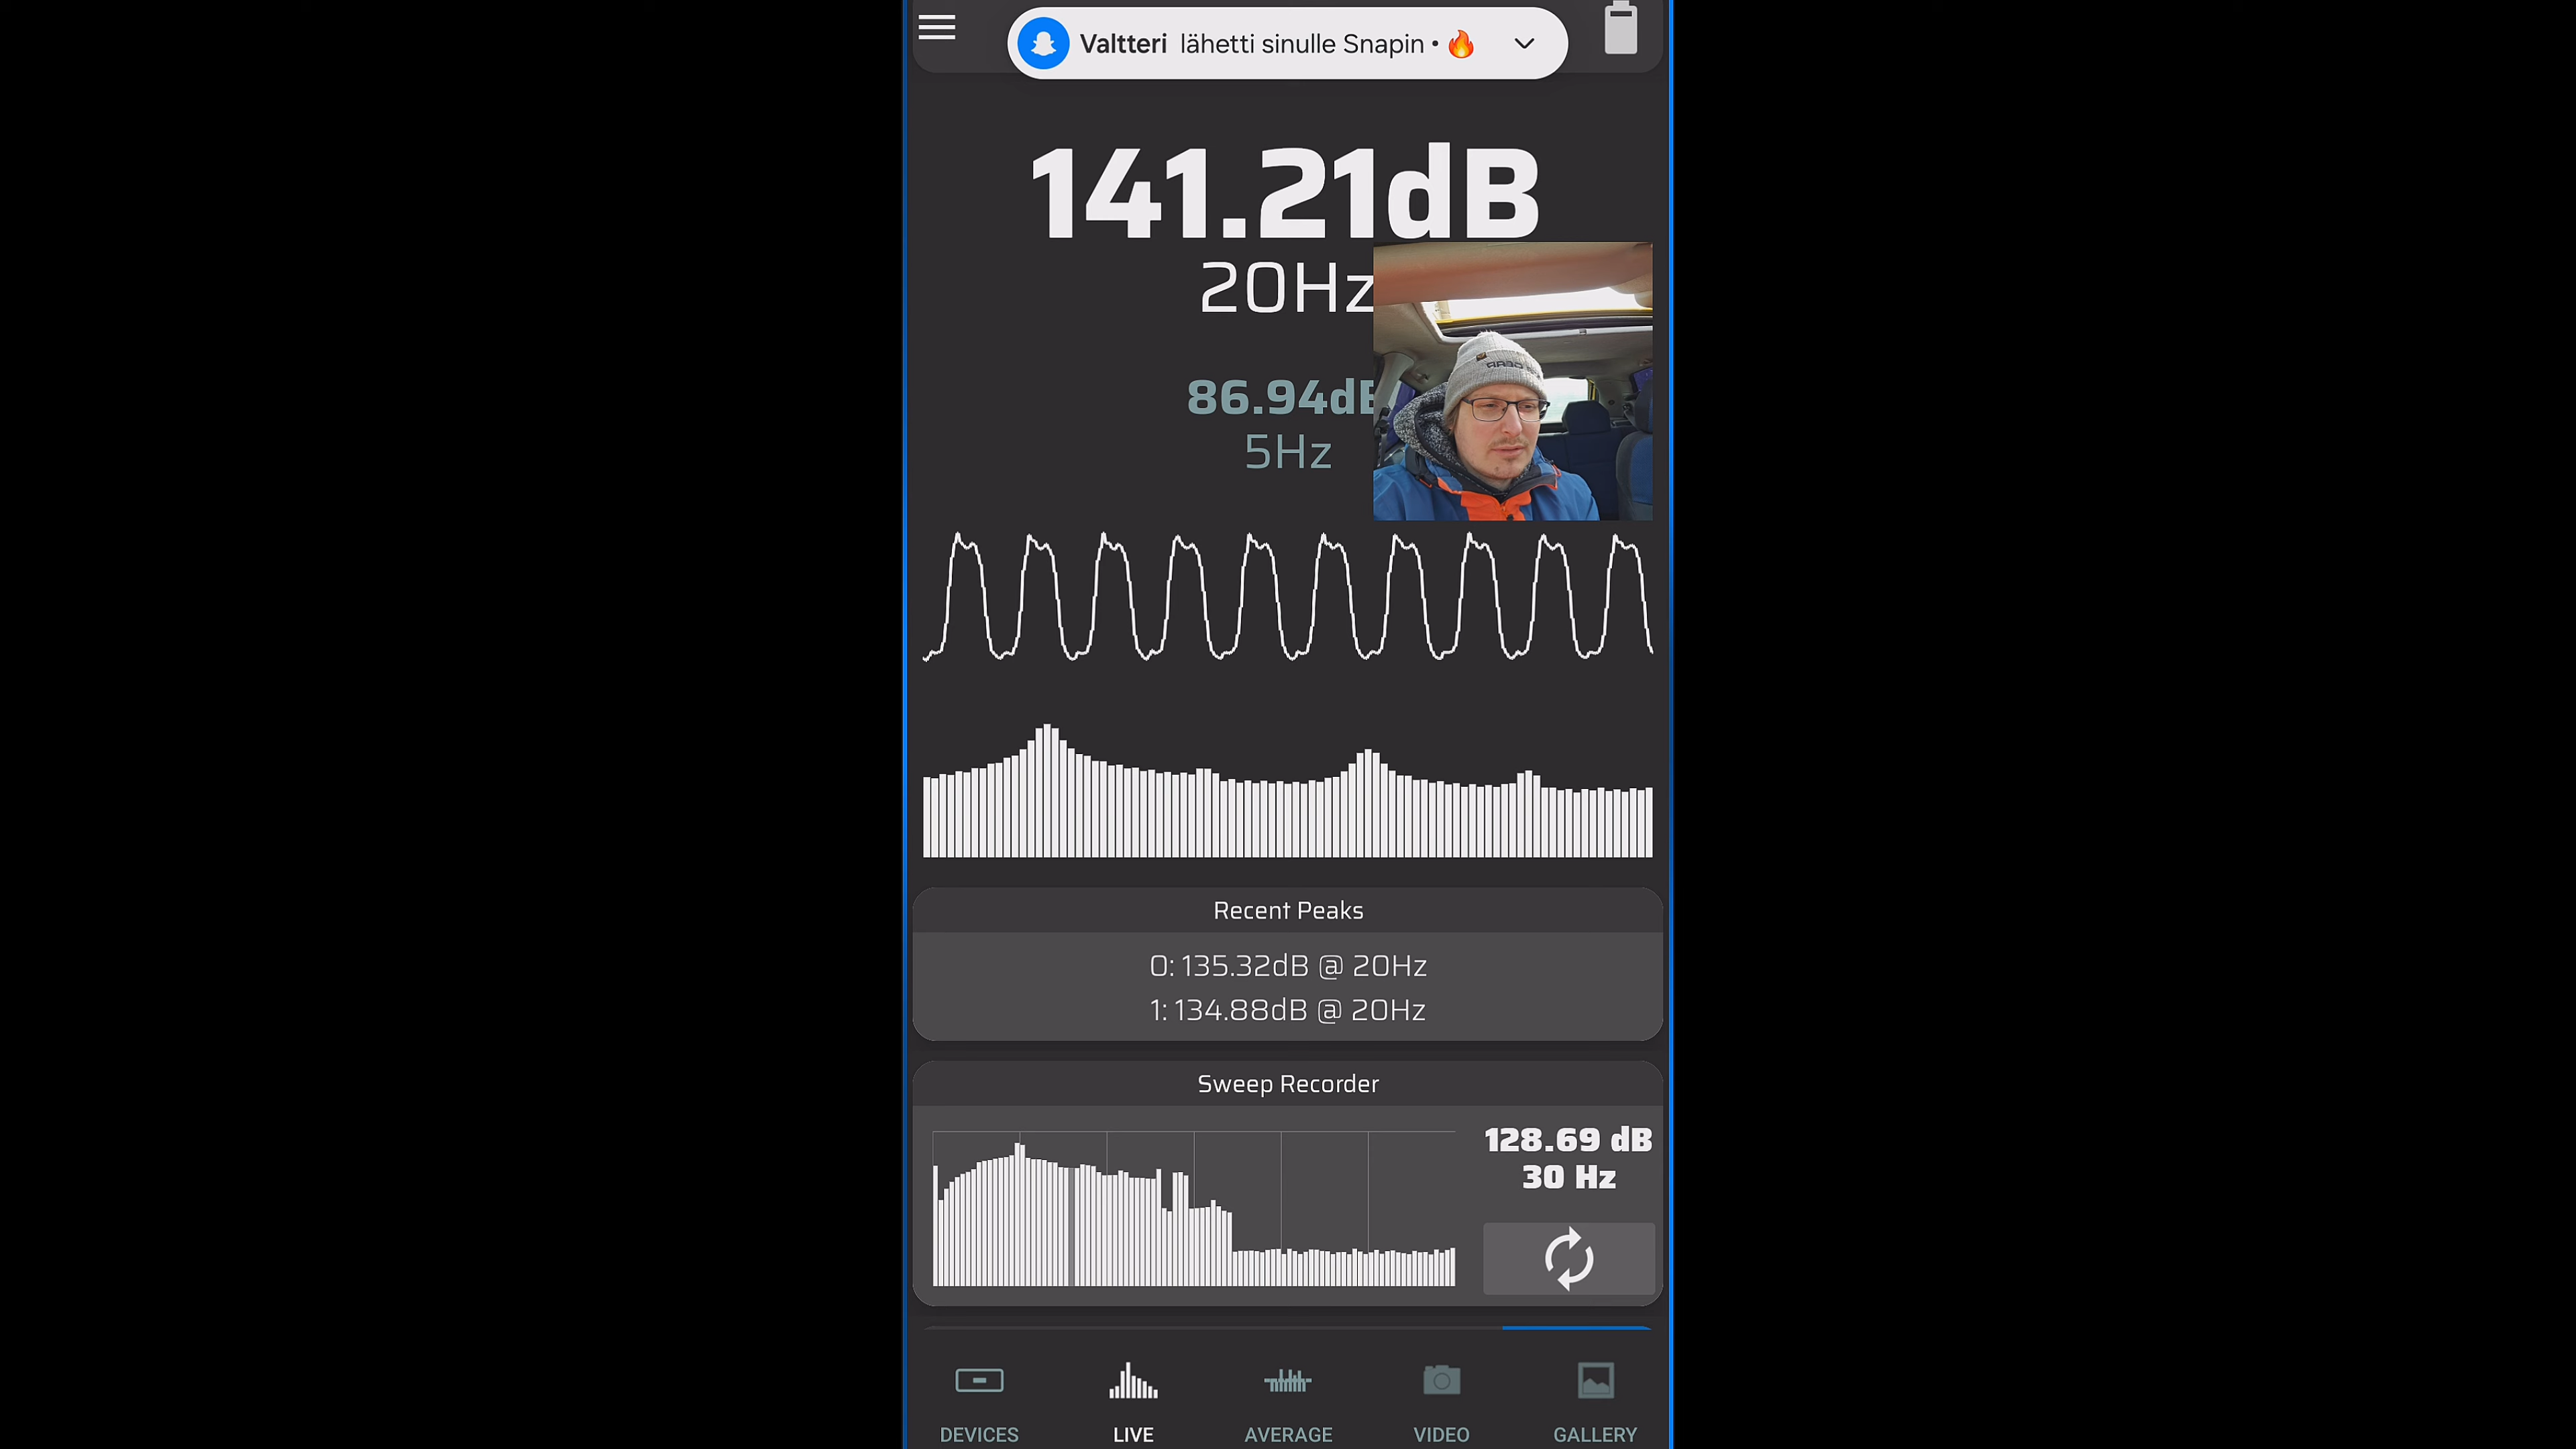 Valtteri lähetti sinulle Snapin • 🔥
141.21dB
20Hz
86.94dB
5Hz
Recent Peaks
0: 135.32dB @ 20Hz
1: 134.88dB @ 20Hz
Sweep Recorder
128.69 dB
30 Hz
DEVICES
LIVE
AVERAGE
VIDEO
GALLERY